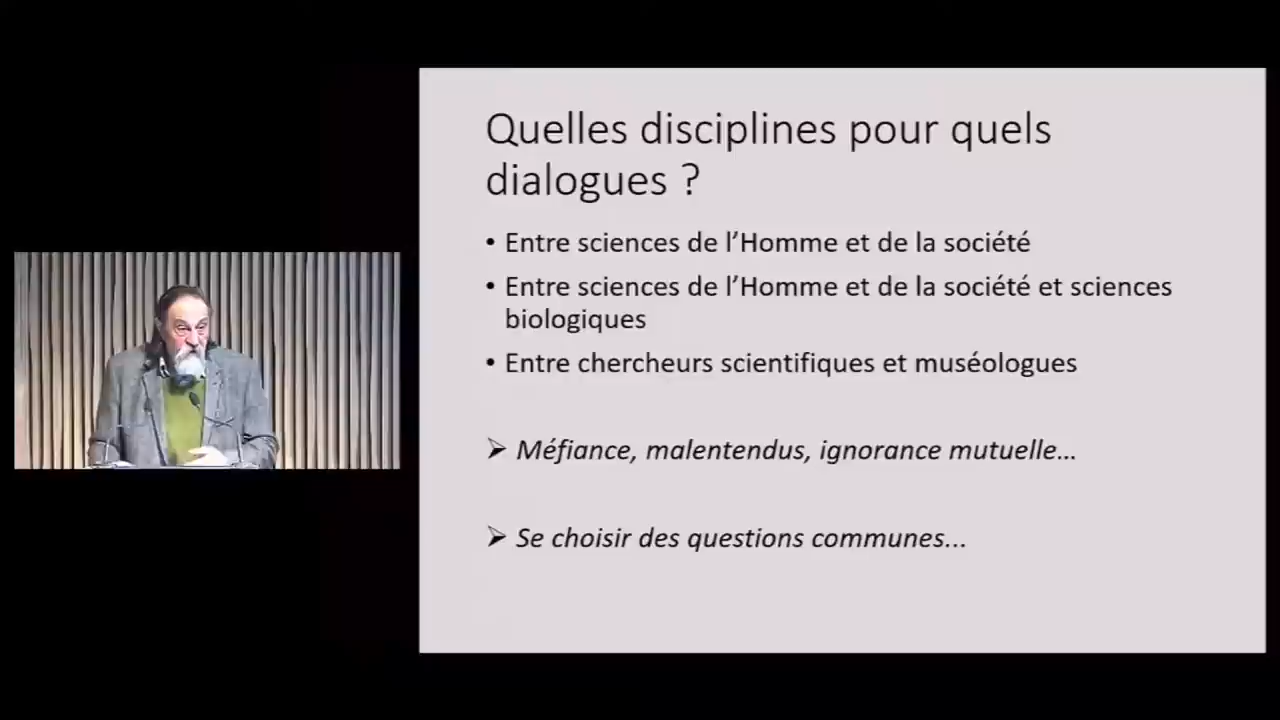 Quelles disciplines pour quels
dialogues ?
• Entre sciences de l’Homme et de la société
• Entre sciences de l’Homme et de la société et sciences
biologiques
• Entre chercheurs scientifiques et muséologues
➢ Méfiance, malentendus, ignorance mutuelle…
➢ Se choisir des questions communes...